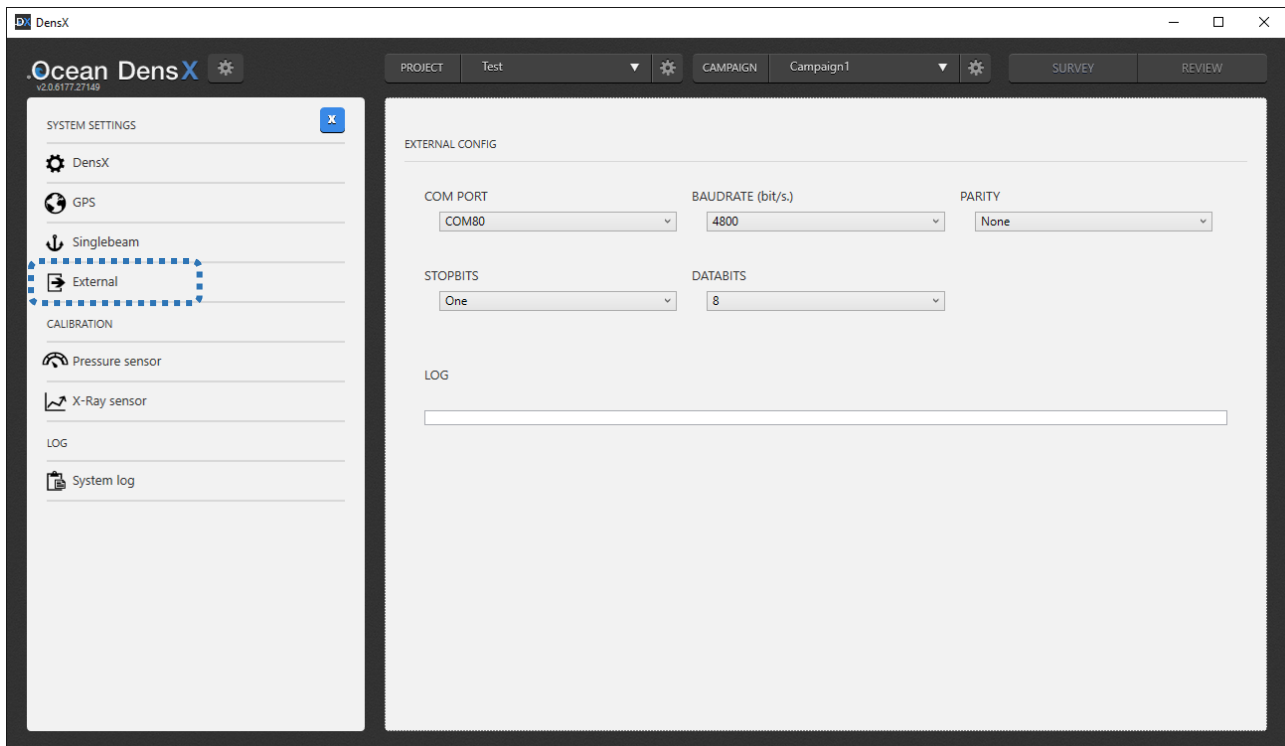 DX DensX
Ocean DensX
v2.0.6177.27149
PROJECT Test CAMPAIGN Campaign1 SURVEY REVIEW
SYSTEM SETTINGS
X
DensX
GPS
Singlebeam
External
CALIBRATION
Pressure sensor
X-Ray sensor
LOG
System log
EXTERNAL CONFIG
COM PORT BAUDRATE (bit/s.) PARITY
COM80 4800 None
STOPBITS DATABITS
One 8
LOG